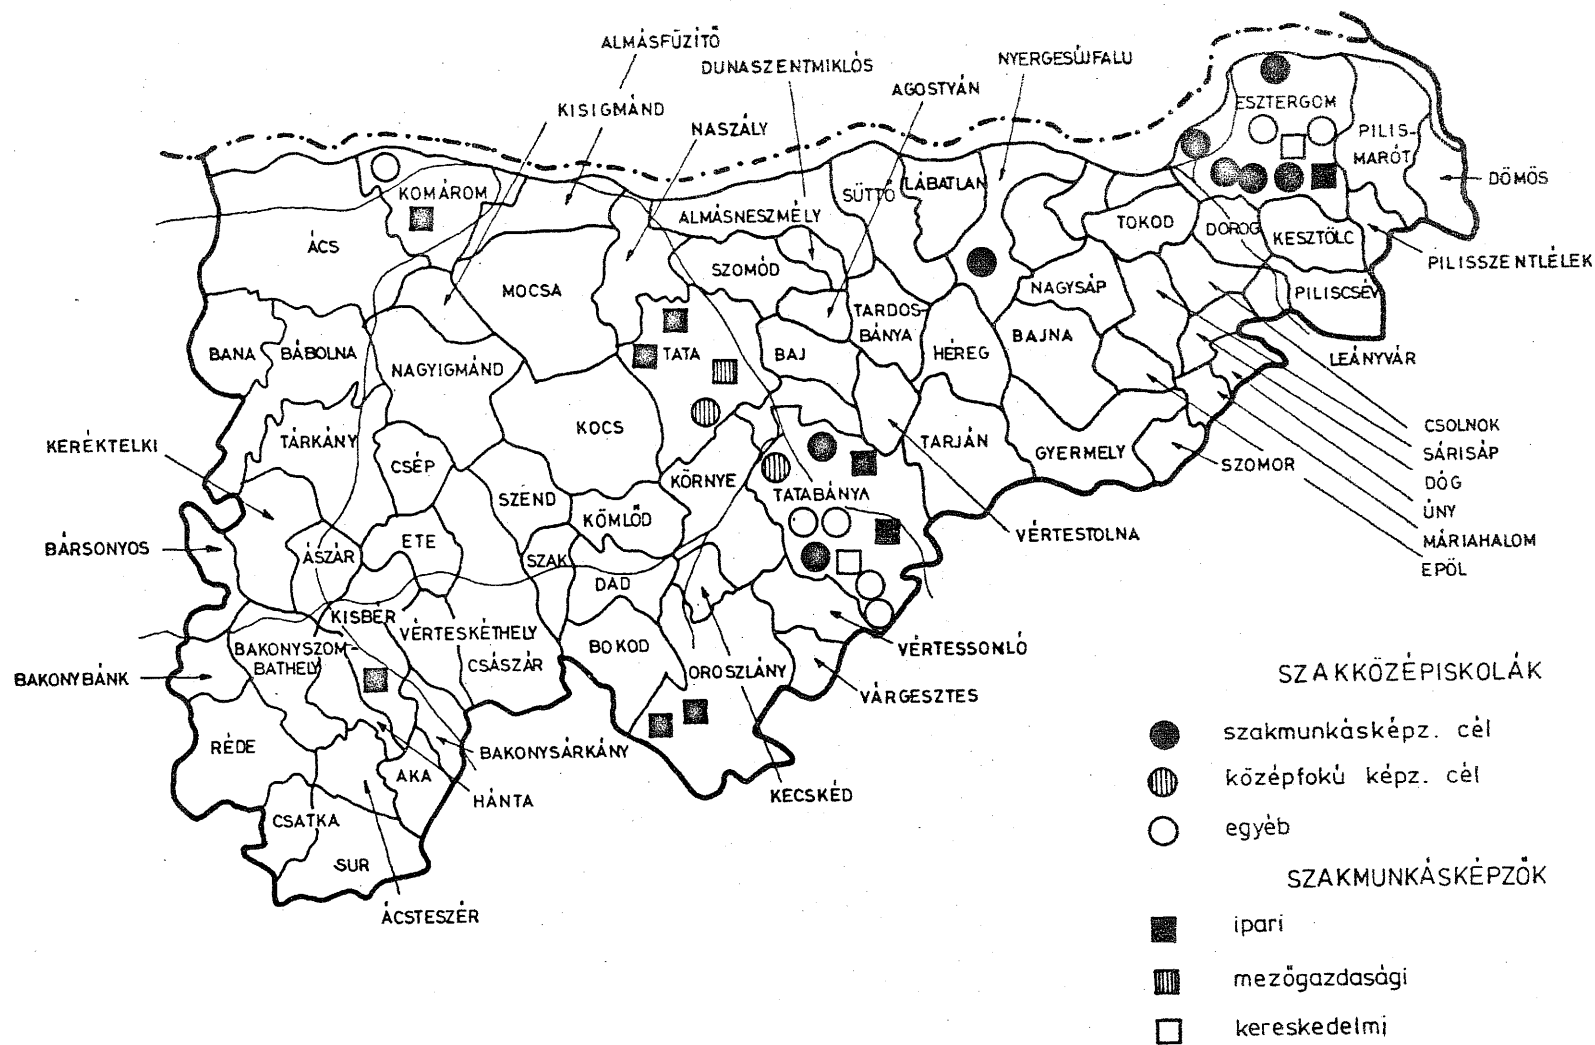 ALMÁSFŰZÍTŐ
DUNASZENTMIKLÓS
NYERGESÚJFALU
AGOSTYÁN
KISIGMÁND
NASZÁLY
ESZTERGOM
PILIS-
MARÓT
DÖMÖS
KOMÁROM
SÜTTŐ
LÁBATLAN
ALMÁSNESZMÉLY
TOKOD
DOROG
KESZTÖLC
ÁCS
PILISSZENTLÉLEK
SZOMÓD
MOCSA
NAGYSÁP
PILISCSÉV
TARDOS-
BÁNYA
BANA
BÁBOLNA
TATA
BAJ
HÉREG
BAJNA
LEÁNYVÁR
NAGYIGMÁND
KOCS
CSOLNOK
KERÉKTELKI
TÁRKÁNY
TARJÁN
GYERMELY
SÁRISÁP
SZOMOR
CSÉP
KÖRNYE
DÓG
SZEND
TATABÁNYA
ÚNY
KÖMLŐD
VÉRTESTOLNA
MÁRIAHALOM
BÁRSONYOS
ÁSZÁR
ETE
SZAK
EPÖL
DAD
KISBÉR
VÉRTESKÉTHELY
BAKONYSZOM-
BATHELY
BOKOD
VÉRTESSOMLÓ
CSÁSZÁR
OROSZLÁNY
BAKONYBÁNK
VÁRGESZTES
RÉDE
BAKONYSÁRKÁNY
AKA
HÁNTA
KECSKÉD
CSATKA
SUR
ÁCSTESZÉR
SZAKKÖZÉPISKOLÁK
szakmunkásképz. cél
középfokú képz. cél
egyéb
SZAKMUNKÁSKÉPZŐK
ipari
mezőgazdasági
kereskedelmi